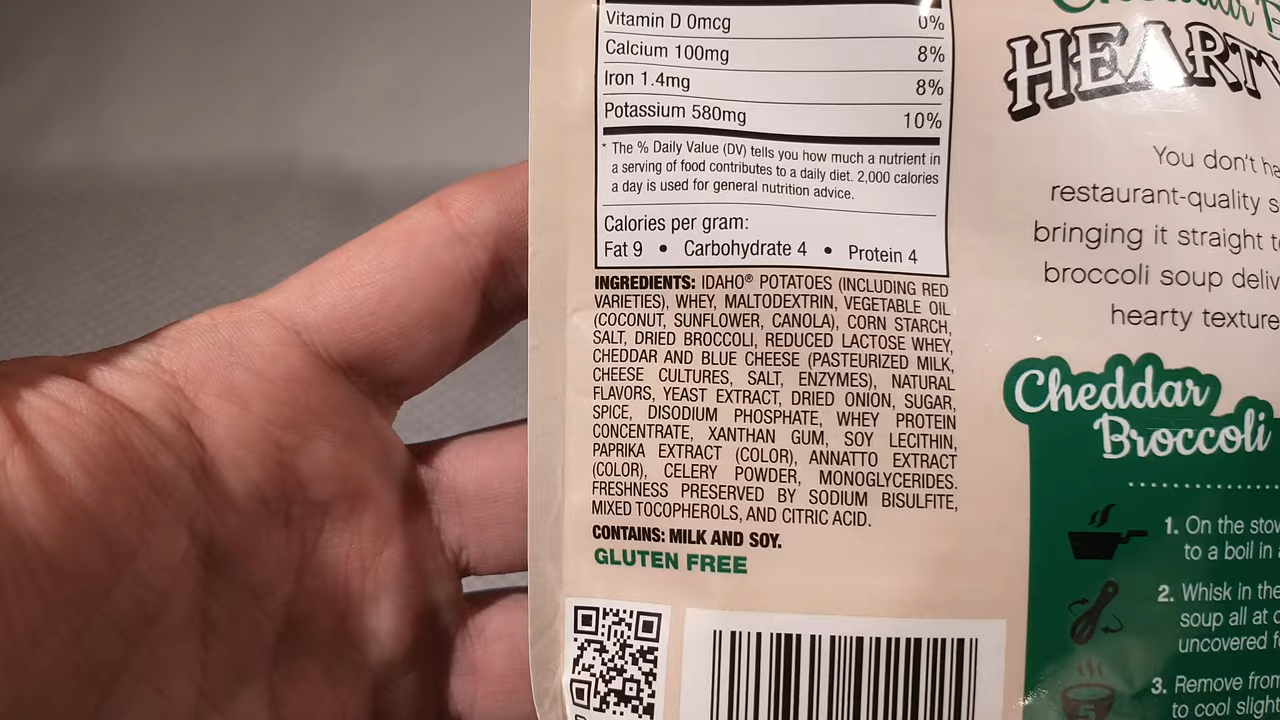 Vitamin D 0mcg 0%
Calcium 100mg 8%
Iron 1.4mg 8%
Potassium 580mg 10%
* The % Daily Value (DV) tells you how much a nutrient in
a serving of food contributes to a daily diet. 2,000 calories
a day is used for general nutrition advice.
Calories per gram:
Fat 9 • Carbohydrate 4 • Protein 4
INGREDIENTS: IDAHO® POTATOES (INCLUDING RED
VARIETIES), WHEY, MALTODEXTRIN, VEGETABLE OIL
(COCONUT, SUNFLOWER, CANOLA), CORN STARCH,
SALT, DRIED BROCCOLI, REDUCED LACTOSE WHEY,
CHEDDAR AND BLUE CHEESE (PASTEURIZED MILK,
CHEESE CULTURES, SALT, ENZYMES), NATURAL
FLAVORS, YEAST EXTRACT, DRIED ONION, SUGAR,
SPICE, DISODIUM PHOSPHATE, WHEY PROTEIN
CONCENTRATE, XANTHAN GUM, SOY LECITHIN,
PAPRIKA EXTRACT (COLOR), ANNATTO EXTRACT
(COLOR), CELERY POWDER, MONOGLYCERIDES.
FRESHNESS PRESERVED BY SODIUM BISULFITE,
MIXED TOCOPHEROLS, AND CITRIC ACID.
CONTAINS: MILK AND SOY.
GLUTEN FREE
HEARTY
You don't ha
restaurant-quality s
bringing it straight t
broccoli soup deliv
hearty texture
Cheddar
Broccoli
1. On the stov
to a boil in
2. Whisk in the
soup all at o
uncovered f
3. Remove from
to cool slight